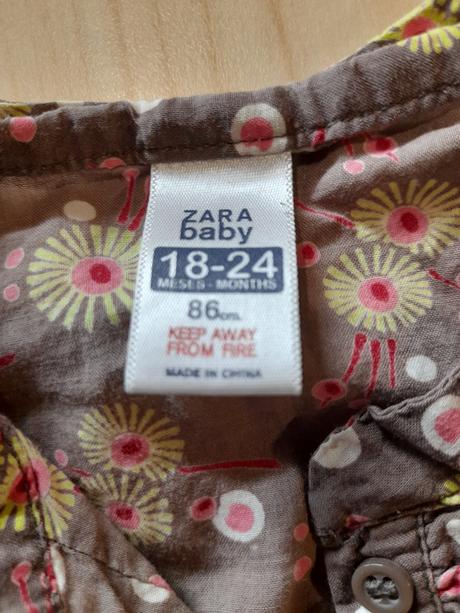 ZARA
baby
18-24
MESES - MONTHS
86cm.
KEEP AWAY
FROM FIRE
MADE IN CHINA